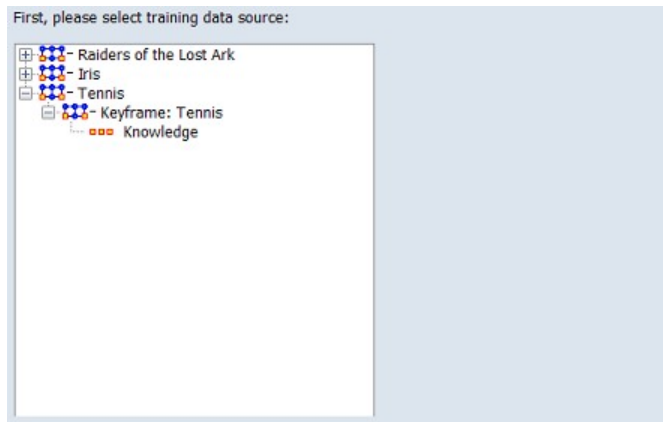 First, please select training data source:
- Raiders of the Lost Ark
- Iris
- Tennis
- Keyframe: Tennis
Knowledge